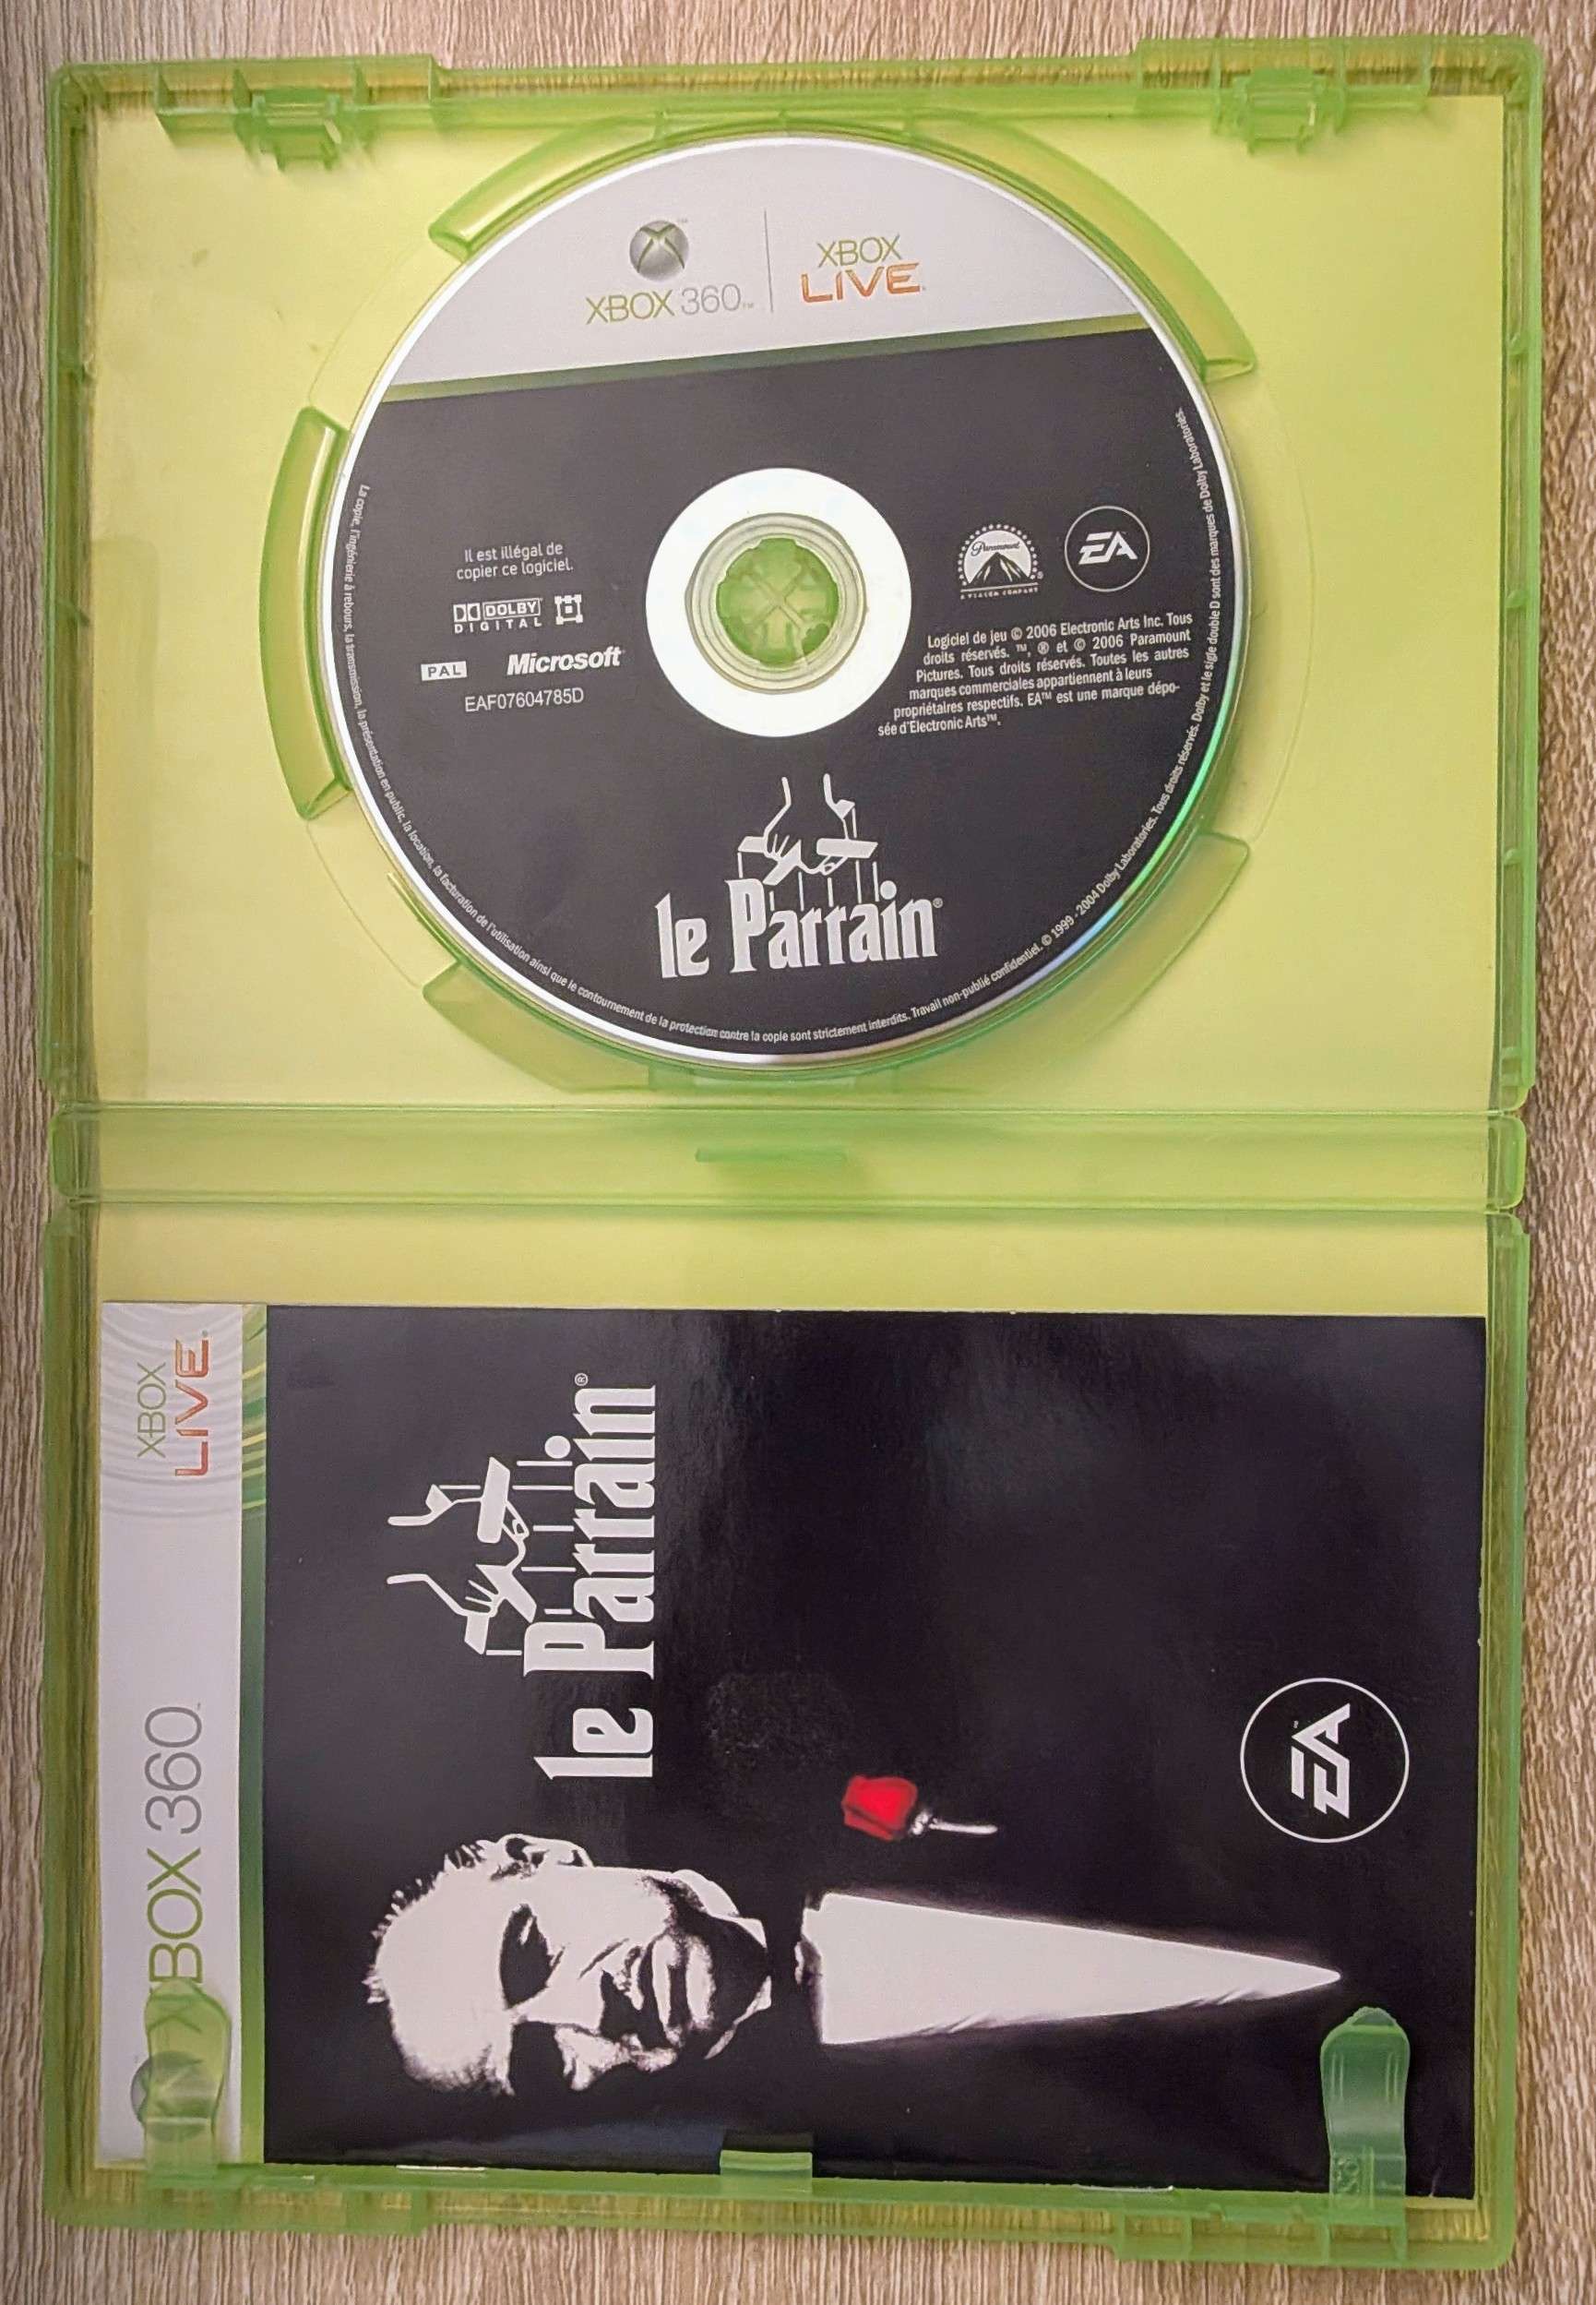 XBOX 360™
XBOX
LIVE®
Il est illégal de
copier ce logiciel.
DOLBY
DIGITAL
PAL
Microsoft®
EAF07604785D
Paramount
A VIACOM COMPANY
EA
Logiciel de jeu © 2006 Electronic Arts Inc. Tous
droits réservés. ™, ® et © 2006 Paramount
Pictures. Tous droits réservés. Toutes les autres
marques commerciales appartiennent à leurs
propriétaires respectifs. EA™ est une marque dépo-
sée d'Electronic Arts™.
le Parrain®
La copie, l'ingénierie à rebours, la transmission, la présentation en public, la location, la facturation de l'utilisation ainsi que le contournement de la protection contre la copie sont strictement interdits. Travail non-publié confidentiel. © 1999 - 2004 Dolby Laboratories. Tous droits réservés. Dolby et le sigle double D sont des marques de Dolby Laboratories.
XBOX 360™
XBOX
LIVE®
le Parrain®
EA™